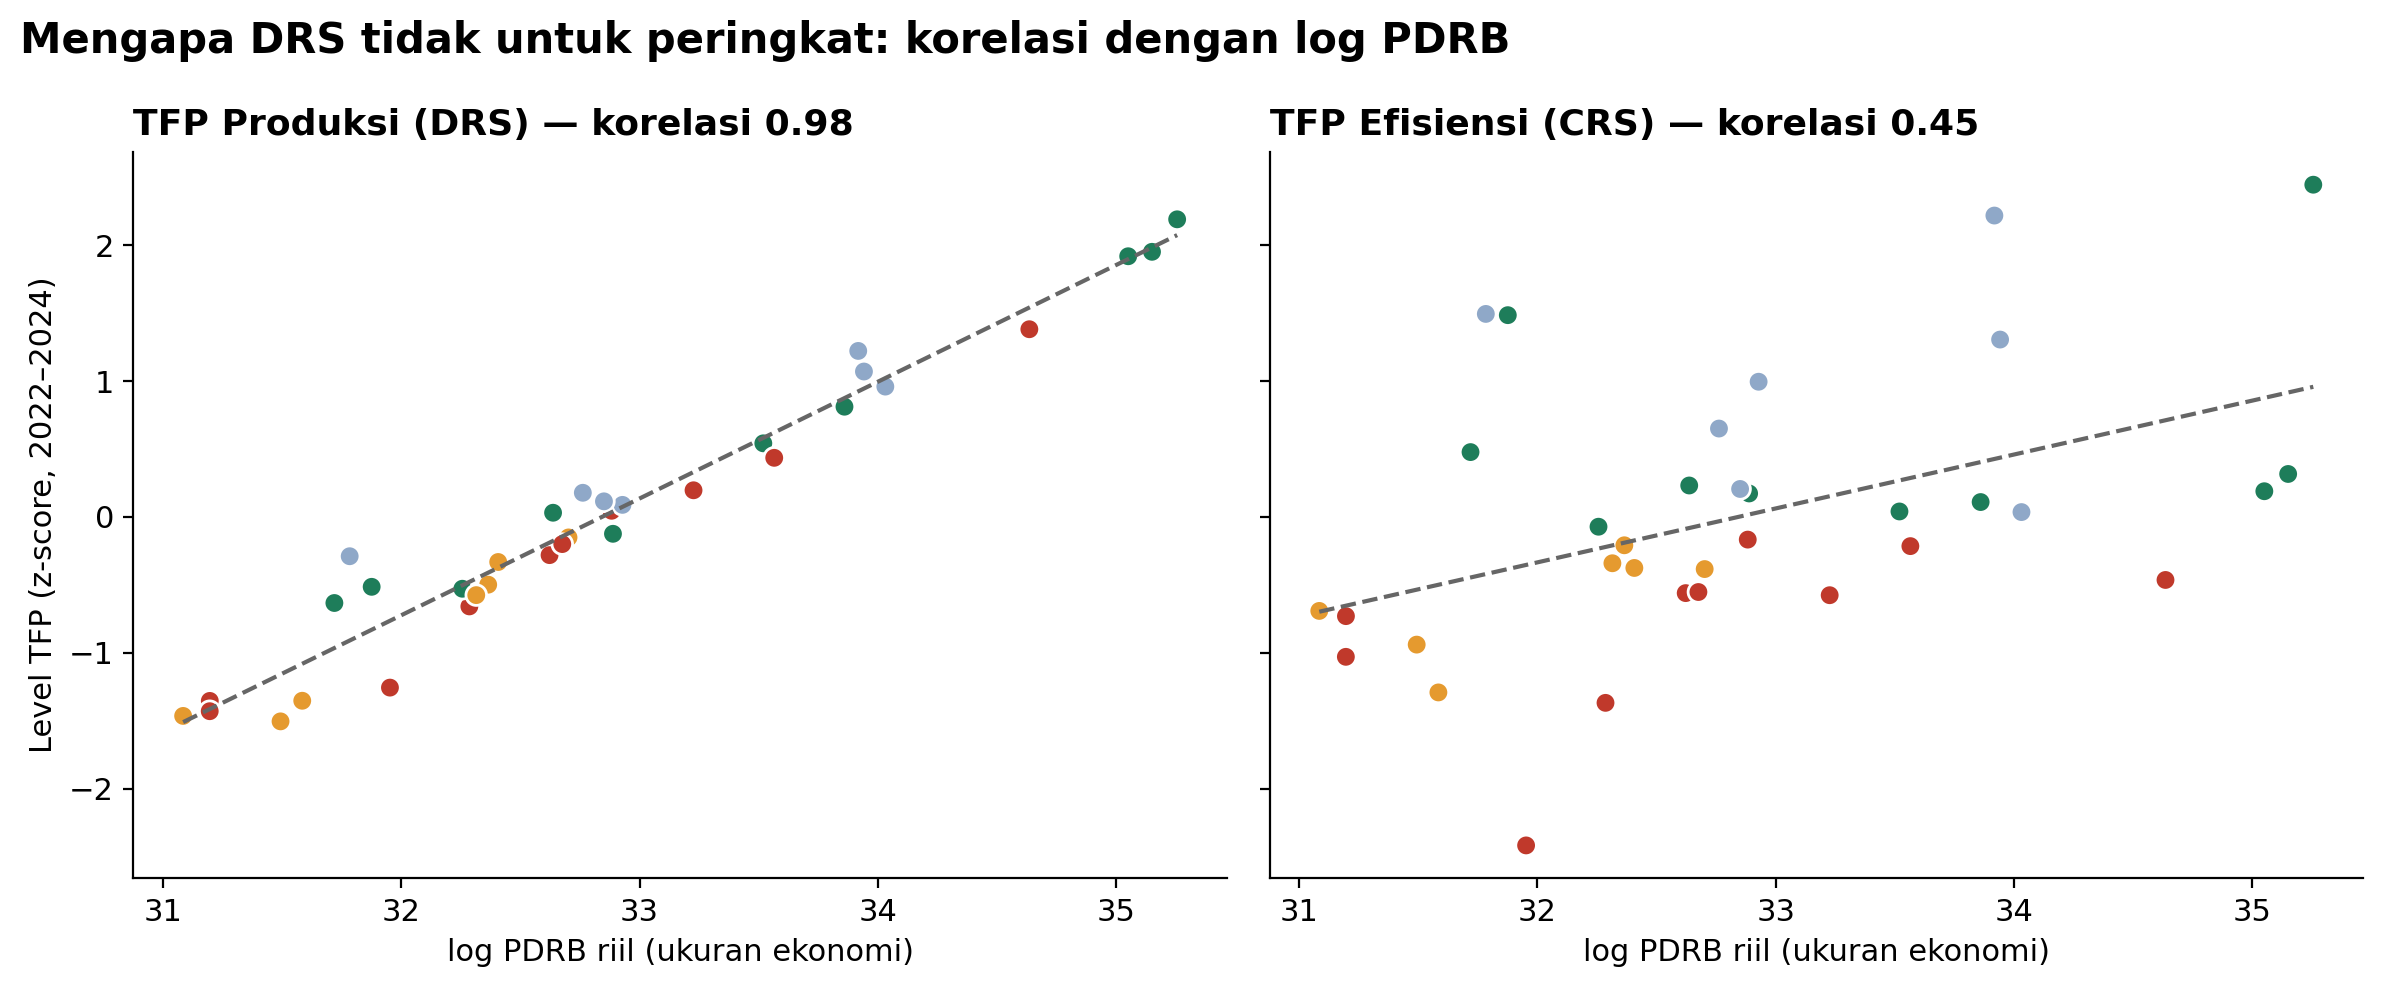 Mengapa DRS tidak untuk peringkat: korelasi dengan log PDRB
TFP Produksi (DRS) — korelasi 0.98
Level TFP (z-score, 2022–2024)
2
1
0
−1
−2
31 32 33 34 35
log PDRB riil (ukuran ekonomi)
TFP Efisiensi (CRS) — korelasi 0.45
31 32 33 34 35
log PDRB riil (ukuran ekonomi)